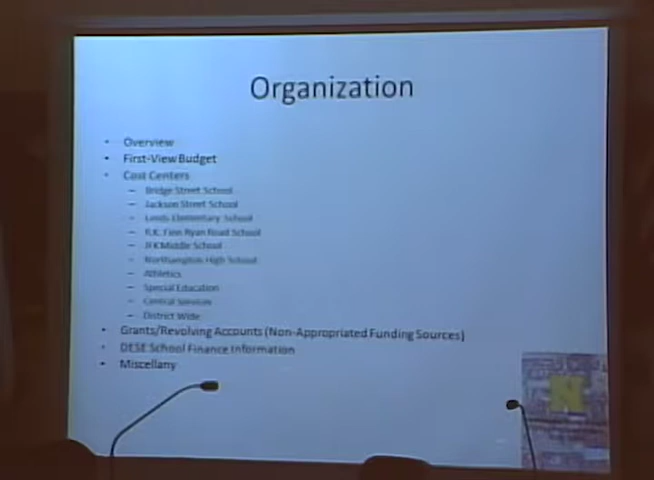 Organization
• Overview
• First-View Budget
• Cost Centers
– Bridge Street School
– Jackson Street School
– Leeds Elementary School
– R.K. Finn Ryan Road School
– JFK Middle School
– Northampton High School
– Athletics
– Special Education
– Central Services
– District Wide
• Grants/Revolving Accounts (Non-Appropriated Funding Sources)
• DESE School Finance Information
• Miscellany
N